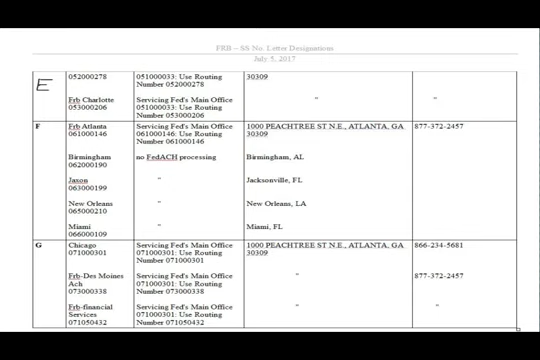 FRB – SS No. Letter Designations
July 5, 2017
E
052000278
051000033: Use Routing
Number 052000278
30309
Frb Charlotte
053000206
Servicing Fed's Main Office
051000033: Use Routing
Number 053000206
"
"
F
Frb Atlanta
061000146
Servicing Fed's Main Office
061000146: Use Routing
Number 061000146
1000 PEACHTREE ST N.E., ATLANTA, GA
30309
877-372-2457
Birmingham
062000190
no FedACH processing
Birmingham, AL
Jaxon
063000199
"
Jacksonville, FL
New Orleans
065000210
"
New Orleans, LA
Miami
066000109
"
Miami, FL
G
Chicago
071000301
Servicing Fed's Main Office
071000301: Use Routing
Number 071000301
1000 PEACHTREE ST N.E., ATLANTA, GA
30309
866-234-5681
Frb-Des Moines
Ach
073000338
Servicing Fed's Main Office
071000301: Use Routing
Number 073000338
"
877-372-2457
Frb-financial
Services
071050432
Servicing Fed's Main Office
071000301: Use Routing
Number 071050432
"
"